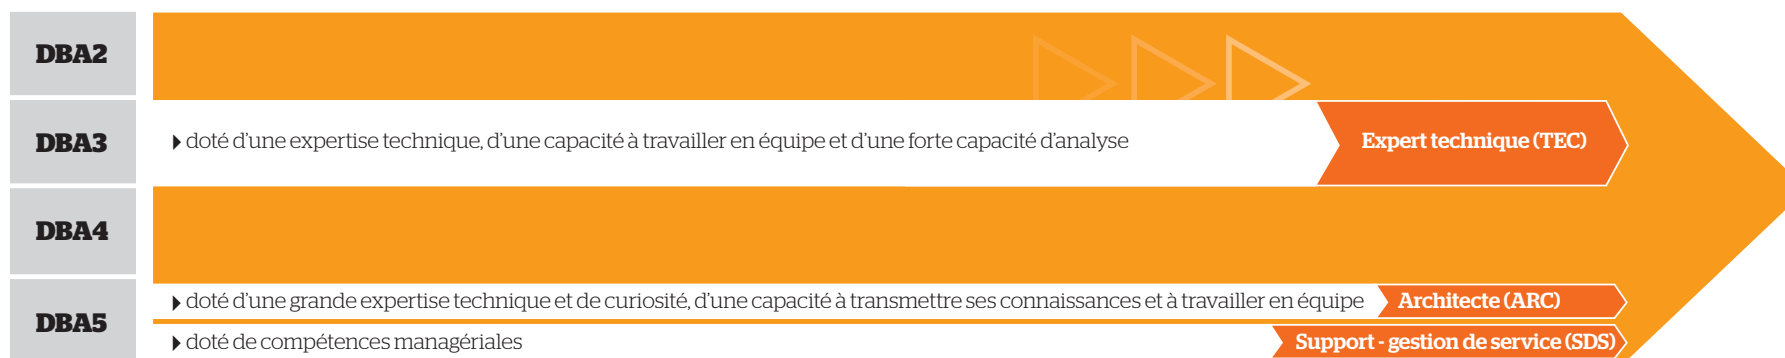 DBA2
DBA3
doté d'une expertise technique, d'une capacité à travailler en équipe et d'une forte capacité d'analyse
Expert technique (TEC)
DBA4
DBA5
doté d'une grande expertise technique et de curiosité, d'une capacité à transmettre ses connaissances et à travailler en équipe
Architecte (ARC)
doté de compétences managériales
Support - gestion de service (SDS)